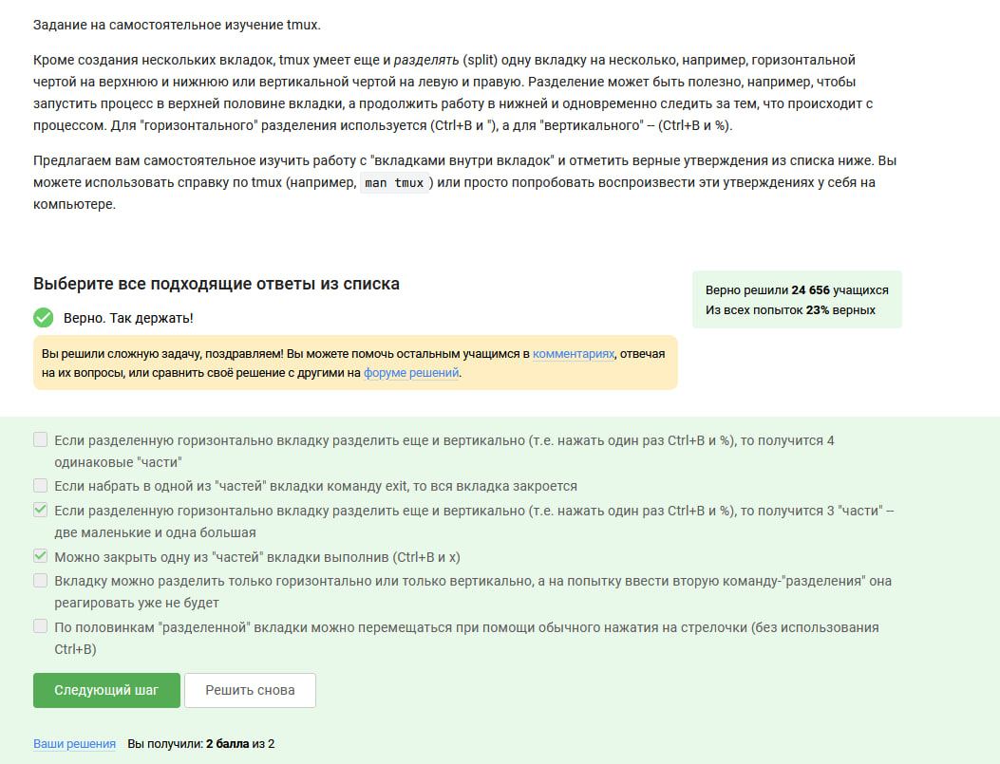 Задание на самостоятельное изучение tmux.
Кроме создания нескольких вкладок, tmux умеет еще и разделять (split) одну вкладку на несколько, например, горизонтальной
чертой на верхнюю и нижнюю или вертикальной чертой на левую и правую. Разделение может быть полезно, например, чтобы
запустить процесс в верхней половине вкладки, а продолжить работу в нижней и одновременно следить за тем, что происходит с
процессом. Для "горизонтального" разделения используется (Ctrl+B и "), а для "вертикального" – (Ctrl+B и %).
Предлагаем вам самостоятельное изучить работу с "вкладками внутри вкладок" и отметить верные утверждения из списка ниже. Вы
можете использовать справку по tmux (например, man tmux ) или просто попробовать воспроизвести эти утверждениях у себя на
компьютере.
Выберите все подходящие ответы из списка
Верно решили 24 656 учащихся
Из всех попыток 23% верных
Верно. Так держать!
Вы решили сложную задачу, поздравляем! Вы можете помочь остальным учащимся в комментариях, отвечая
на их вопросы, или сравнить своё решение с другими на форуме решений.
Если разделенную горизонтально вкладку разделить еще и вертикально (т.е. нажать один раз Ctrl+B и %), то получится 4
одинаковые "части"
Если набрать в одной из "частей" вкладки команду exit, то вся вкладка закроется
Если разделенную горизонтально вкладку разделить еще и вертикально (т.е. нажать один раз Ctrl+B и %), то получится 3 "части" –
две маленькие и одна большая
Можно закрыть одну из "частей" вкладки выполнив (Ctrl+B и x)
Вкладку можно разделить только горизонтально или только вертикально, а на попытку ввести вторую команду-"разделения" она
реагировать уже не будет
По половинкам "разделенной" вкладки можно перемещаться при помощи обычного нажатия на стрелочки (без использования
Ctrl+B)
Следующий шаг
Решить снова
Ваши решения Вы получили: 2 балла из 2